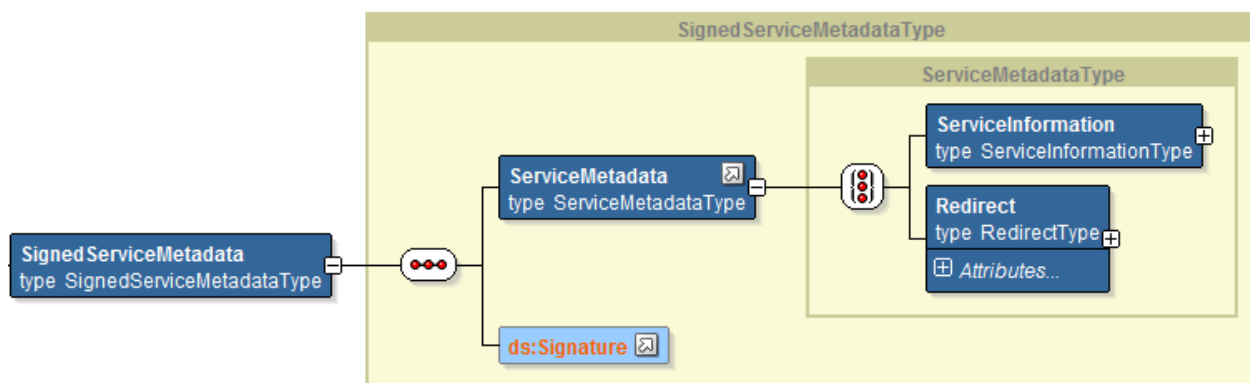 SignedServiceMetadataType
ServiceMetadataType
ServiceInformation
type ServiceInformationType
ServiceMetadata
type ServiceMetadataType
Redirect
type RedirectType
Attributes...
SignedServiceMetadata
type SignedServiceMetadataType
ds:Signature